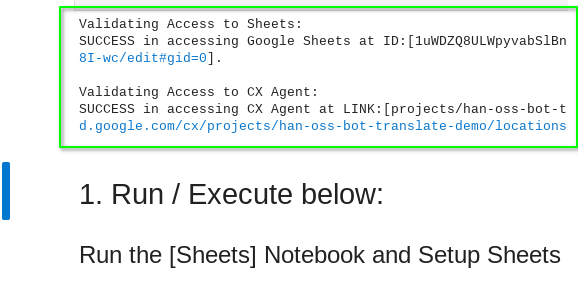 Validating Access to Sheets:
SUCCESS in accessing Google Sheets at ID:[1uWDZQ8ULWpyvabSlBn
8I-wc/edit#gid=0].
Validating Access to CX Agent:
SUCCESS in accessing CX Agent at LINK:[projects/han-oss-bot-t
d.google.com/cx/projects/han-oss-bot-translate-demo/locations
1. Run / Execute below:
Run the [Sheets] Notebook and Setup Sheets